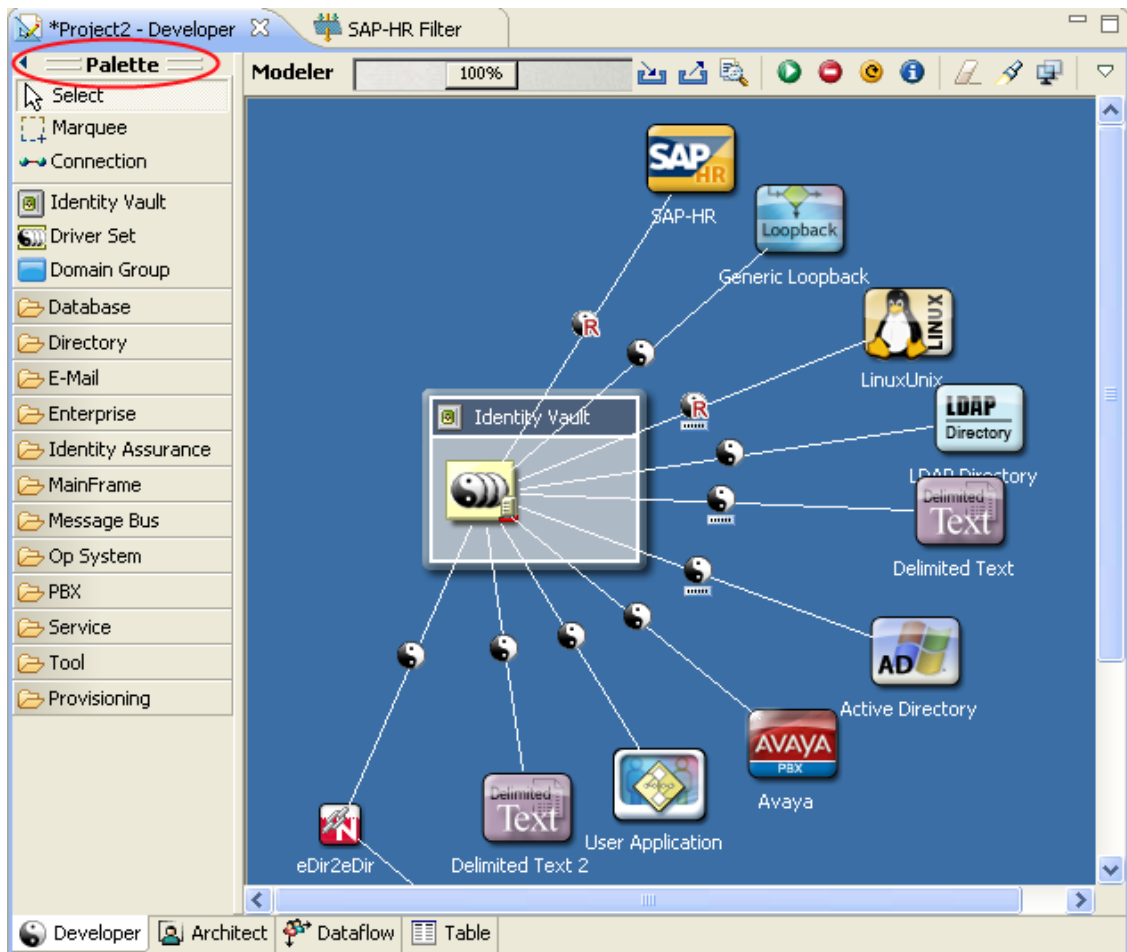 *Project2 - Developer
SAP-HR Filter
Palette
Select
Marquee
Connection
Identity Vault
Driver Set
Domain Group
Database
Directory
E-Mail
Enterprise
Identity Assurance
MainFrame
Message Bus
Op System
PBX
Service
Tool
Provisioning
Modeler
100%
SAP
HR
SAP-HR
Loopback
Generic Loopback
LINUX
LinuxUnix
LDAP
Directory
LDAP Directory
Delimited
Text
Delimited Text
AD
Active Directory
AVAYA
PBX
Avaya
User Application
Delimited
Text
Delimited Text 2
N
eDir2eDir
Identity Vault
R
R
Developer
Architect
Dataflow
Table